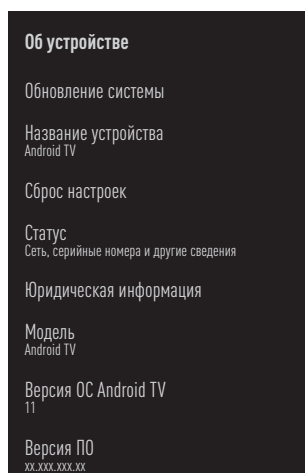 Об устройстве
Обновление системы
Название устройства
Android TV
Сброс настроек
Статус
Сеть, серийные номера и другие сведения
Юридическая информация
Модель
Android TV
Версия ОС Android TV
11
Версия ПО
xx.xxx.xxx.xx